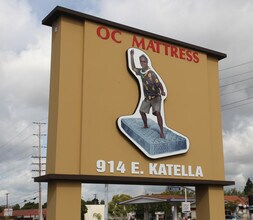 OC MATTRESS
914 E. KATELLA